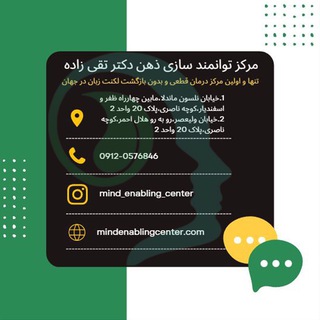 مرکز توانمند سازی ذهن دکتر تقی زاده
تنها و اولین مرکز درمان قطعی و بدون بازگشت لکنت زبان در جهان
1.خیابان نلسون ماندلا،مابین چهارراه ظفر و
اسفندیار،کوچه ناصری،پلاک 20 واحد 2
2.خیابان ولیعصر،رو به رو هلال احمر،کوچه
ناصری،پلاک 20 واحد 2
0912-0576846
mind_enabling_center
mindenablingcenter.com